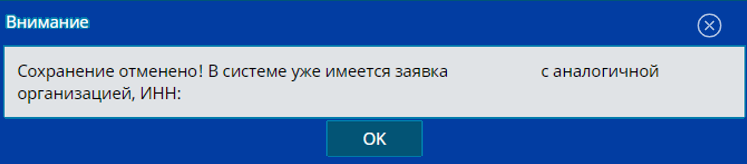 Внимание
Сохранение отменено! В системе уже имеется заявка с аналогичной
организацией, ИНН:
OK